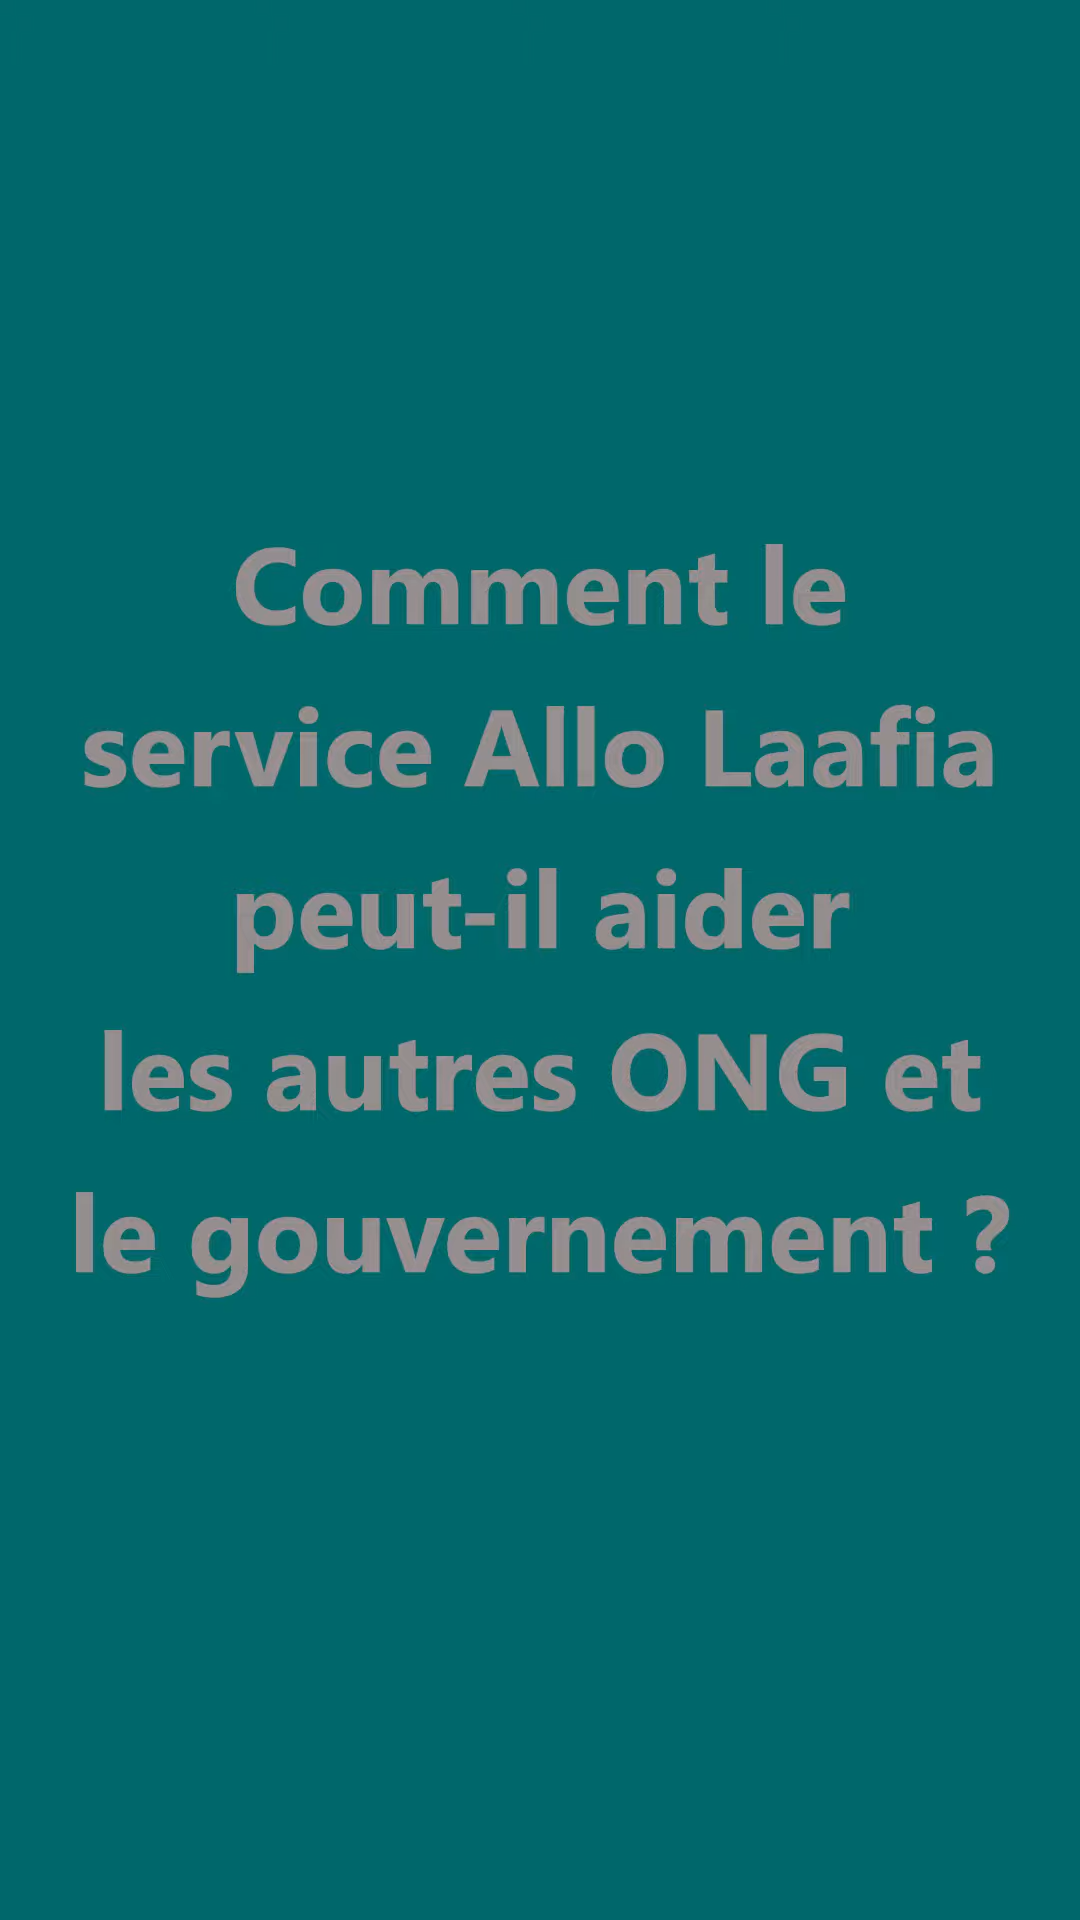 Comment le
service Allo Laafia
peut-il aider
les autres ONG et
le gouvernement ?